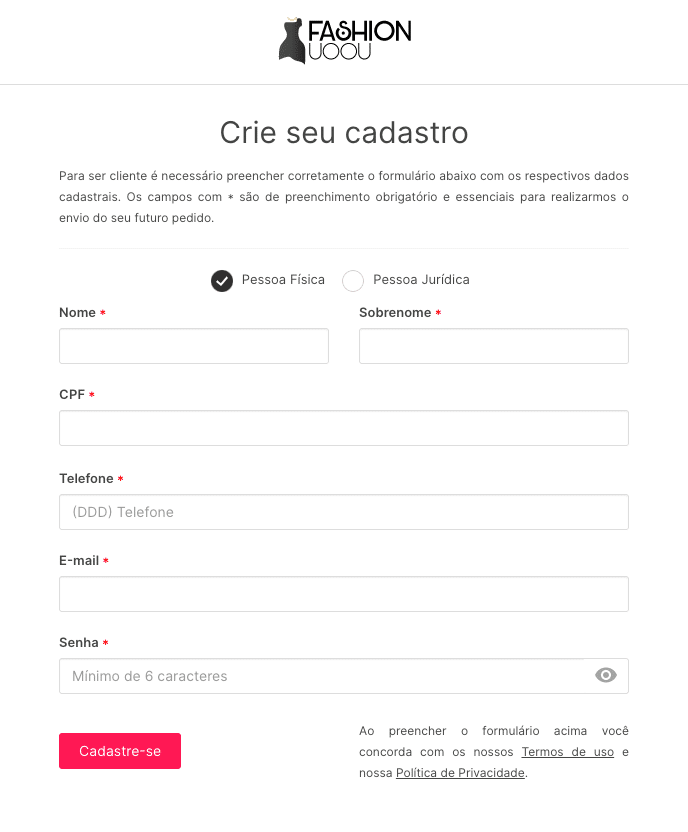 FASHION
UOOU
Crie seu cadastro
Para ser cliente é necessário preencher corretamente o formulário abaixo com os respectivos dados
cadastrais. Os campos com * são de preenchimento obrigatório e essenciais para realizarmos o
envio do seu futuro pedido.
Pessoa Física Pessoa Jurídica
Nome * Sobrenome *
CPF *
Telefone *
(DDD) Telefone
E-mail *
Senha *
Mínimo de 6 caracteres
Cadastre-se
Ao preencher o formulário acima você
concorda com os nossos Termos de uso e
nossa Política de Privacidade.